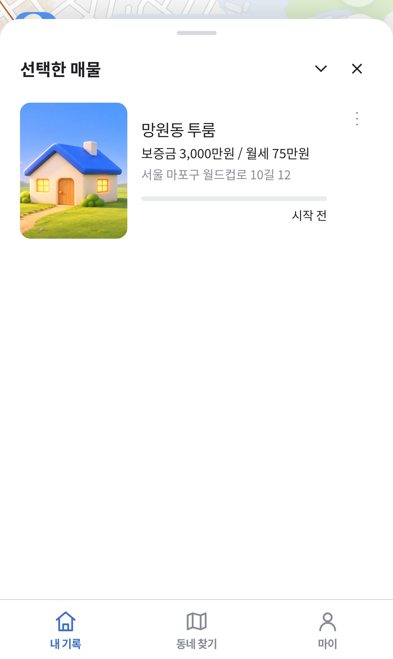 선택한 매물
망원동 투룸
보증금 3,000만원 / 월세 75만원
서울 마포구 월드컵로 10길 12
시작 전
내 기록
동네 찾기
마이